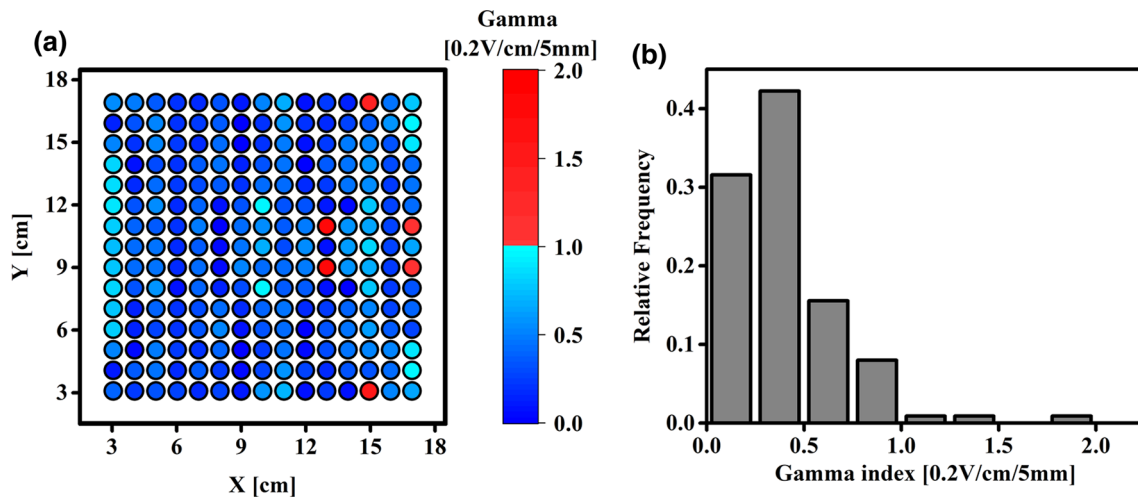 (a)
Gamma
[0.2V/cm/5mm]
18
15
12
9
6
3
Y [cm]
3 6 9 12 15 18
X [cm]
2.0
1.5
1.0
0.5
0.0
(b)
0.4
0.3
0.2
0.1
0.0
Relative Frequency
0.0 0.5 1.0 1.5 2.0
Gamma index [0.2V/cm/5mm]